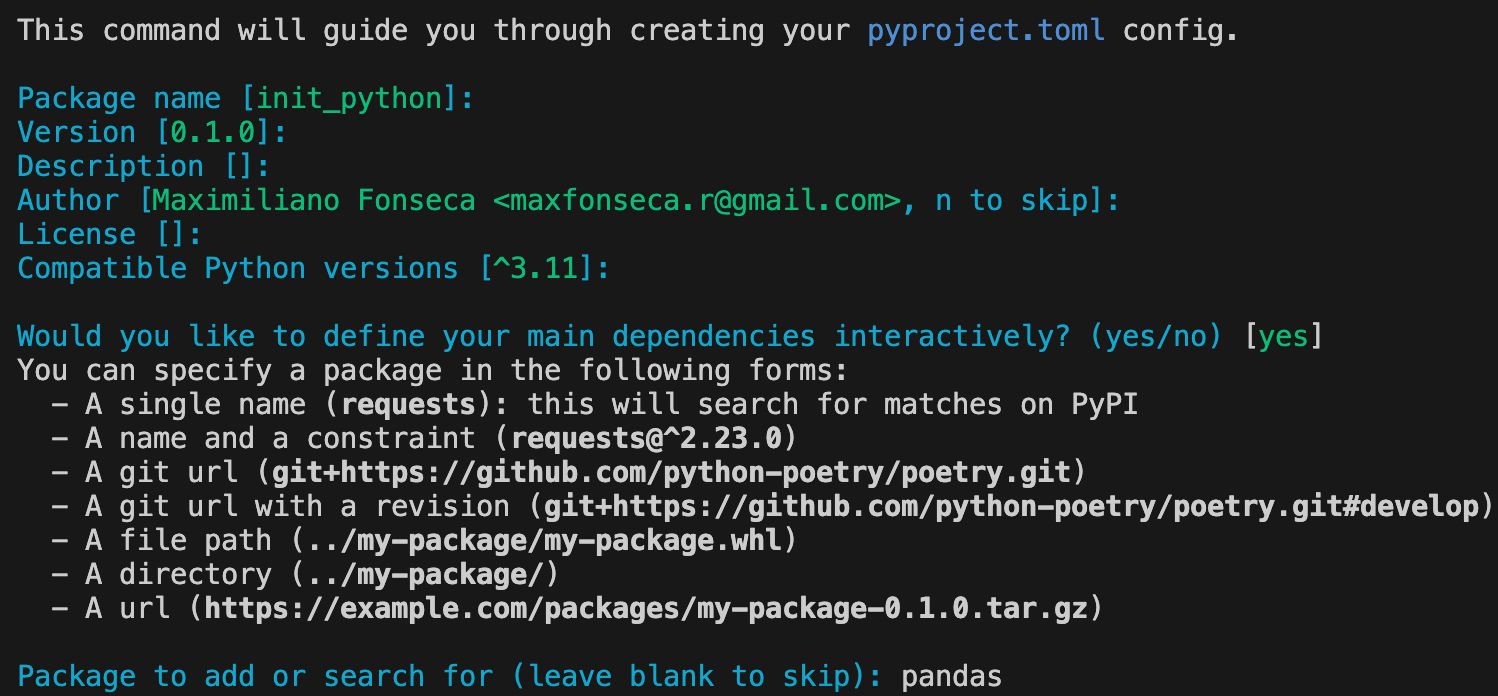 This command will guide you through creating your pyproject.toml config.
Package name [init_python]:
Version [0.1.0]:
Description []:
Author [Maximiliano Fonseca <maxfonseca.r@gmail.com>, n to skip]:
License []:
Compatible Python versions [^3.11]:
Would you like to define your main dependencies interactively? (yes/no) [yes]
You can specify a package in the following forms:
– A single name (requests): this will search for matches on PyPI
– A name and a constraint (requests@^2.23.0)
– A git url (git+https://github.com/python-poetry/poetry.git)
– A git url with a revision (git+https://github.com/python-poetry/poetry.git#develop)
– A file path (../my-package/my-package.whl)
– A directory (../my-package/)
– A url (https://example.com/packages/my-package-0.1.0.tar.gz)
Package to add or search for (leave blank to skip): pandas